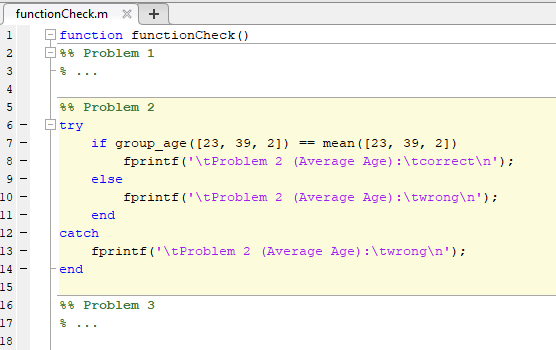 functionCheck.m
1 function functionCheck()
2 %% Problem 1
3 % ...
4
5 %% Problem 2
6 try
7 if group_age([23, 39, 2]) == mean([23, 39, 2])
8 fprintf('\tProblem 2 (Average Age):\tcorrect\n');
9 else
10 fprintf('\tProblem 2 (Average Age):\twrong\n');
11 end
12 catch
13 fprintf('\tProblem 2 (Average Age):\twrong\n');
14 end
15
16 %% Problem 3
17 % ...
18